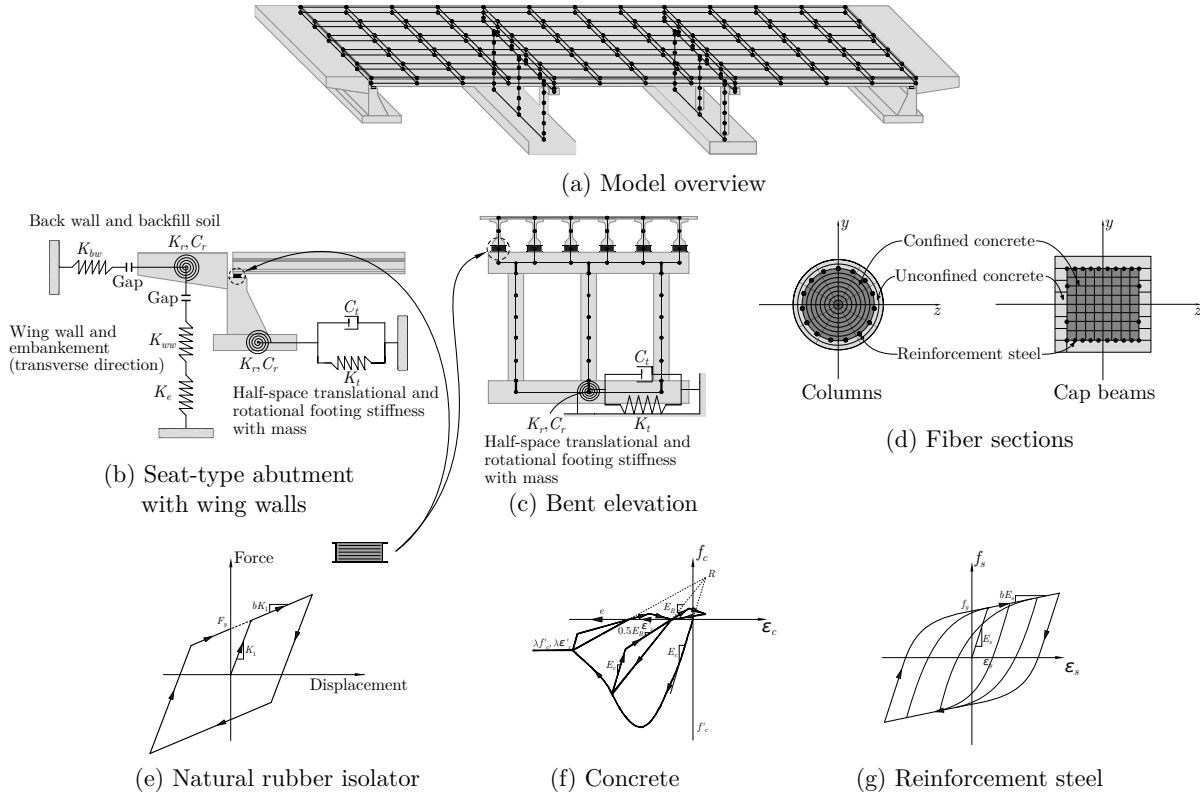 (a) Model overview
Back wall and backfill soil
K_bw
K_r, C_r
Gap
Gap
Wing wall and
embankement
(transverse direction)
K_ww
K_e
K_r, C_r
C_t
K_t
Half-space translational and
rotational footing stiffness
with mass
(b) Seat-type abutment
with wing walls
C_t
K_r, C_r
K_t
Half-space translational and
rotational footing stiffness
with mass
(c) Bent elevation
y
y
Confined concrete
Unconfined concrete
z
z
Reinforcement steel
Columns
Cap beams
(d) Fiber sections
Force
F_y
bK_1
K_1
Displacement
(e) Natural rubber isolator
f_c
R
e
E_R
ε_c
0.5E_R
ε
λf'_c, λε'_c
E_c
E_c
f'_c
(f) Concrete
f_s
f_y
bE_s
E_s
ε_s
ε_s
(g) Reinforcement steel